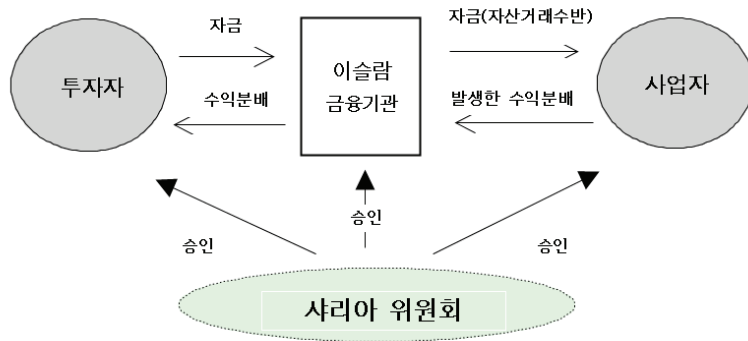 자금
자금(자산거래수반)
투자자
이슬람
금융기관
사업자
수익분배
발생한 수익분배
승인
승인
승인
샤리아 위원회